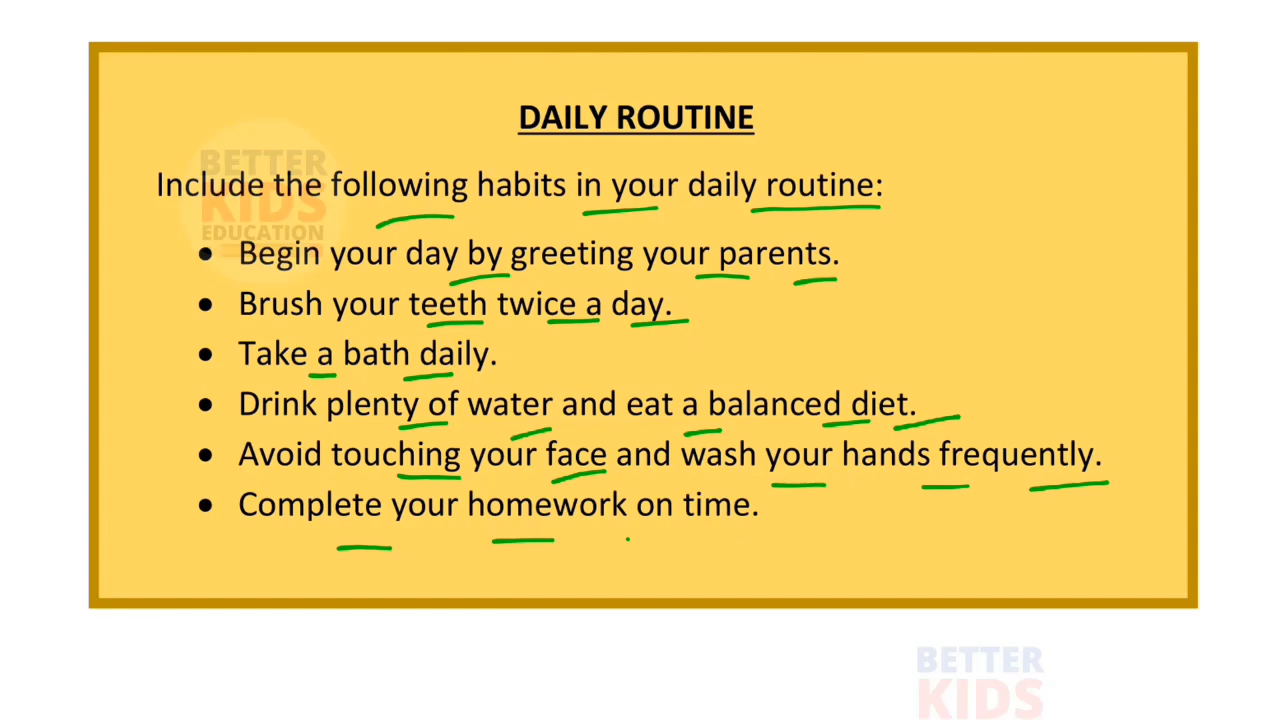 DAILY ROUTINE
BETTER
KIDS
EDUCATION
Include the following habits in your daily routine:
• Begin your day by greeting your parents.
• Brush your teeth twice a day.
• Take a bath daily.
• Drink plenty of water and eat a balanced diet.
• Avoid touching your face and wash your hands frequently.
• Complete your homework on time.
BETTER
KIDS